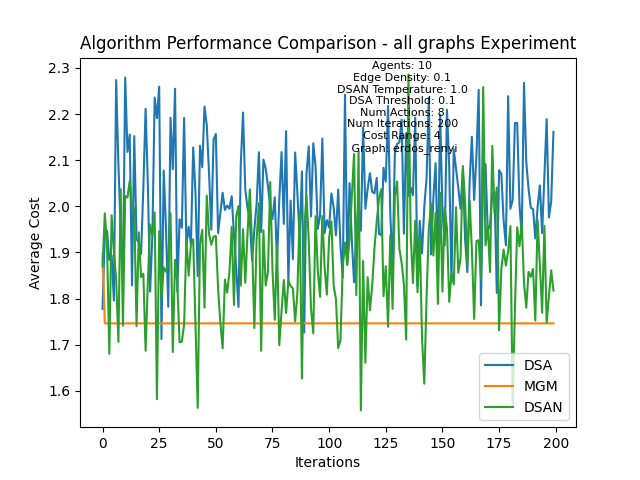 Algorithm Performance Comparison - all graphs Experiment
Agents: 10
Edge Density: 0.1
DSAN Temperature: 1.0
DSA Threshold: 0.1
Num Actions: 8
Num Iterations: 200
Cost Range: 4
Graph: erdos_renyi
2.3
2.2
2.1
2.0
1.9
1.8
1.7
1.6
Average Cost
DSA
MGM
DSAN
0 25 50 75 100 125 150 175 200
Iterations